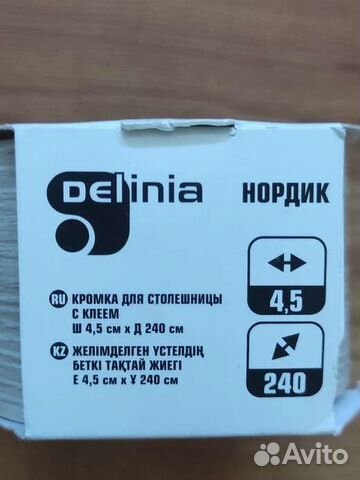 Delinia
НОРДИК
RU КРОМКА ДЛЯ СТОЛЕШНИЦЫ
С КЛЕЕМ
Ш 4,5 см х Д 240 см
4,5
KZ ЖЕЛІМДЕЛГЕН ҮСТЕЛДІҢ
БЕТКІ ТАҚТАЙ ЖИЕГІ
Е 4,5 см х Ұ 240 см
240
Avito